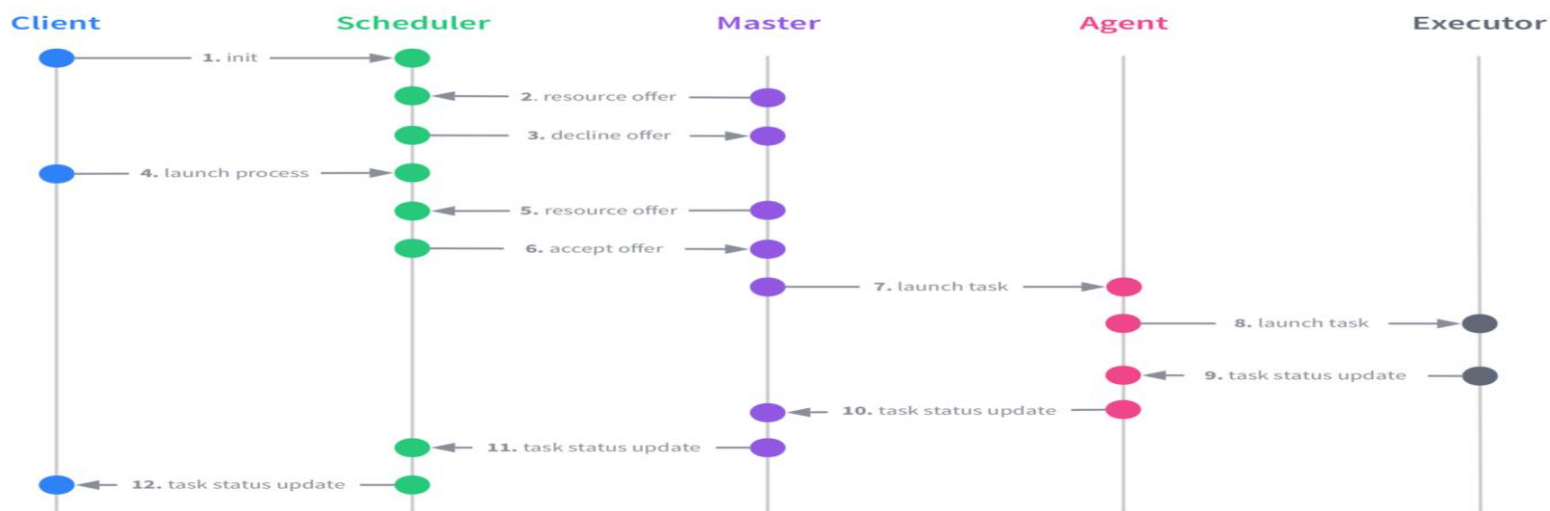 Client Scheduler Master Agent Executor
1. init
2. resource offer
3. decline offer
4. launch process
5. resource offer
6. accept offer
7. launch task
8. launch task
9. task status update
10. task status update
11. task status update
12. task status update